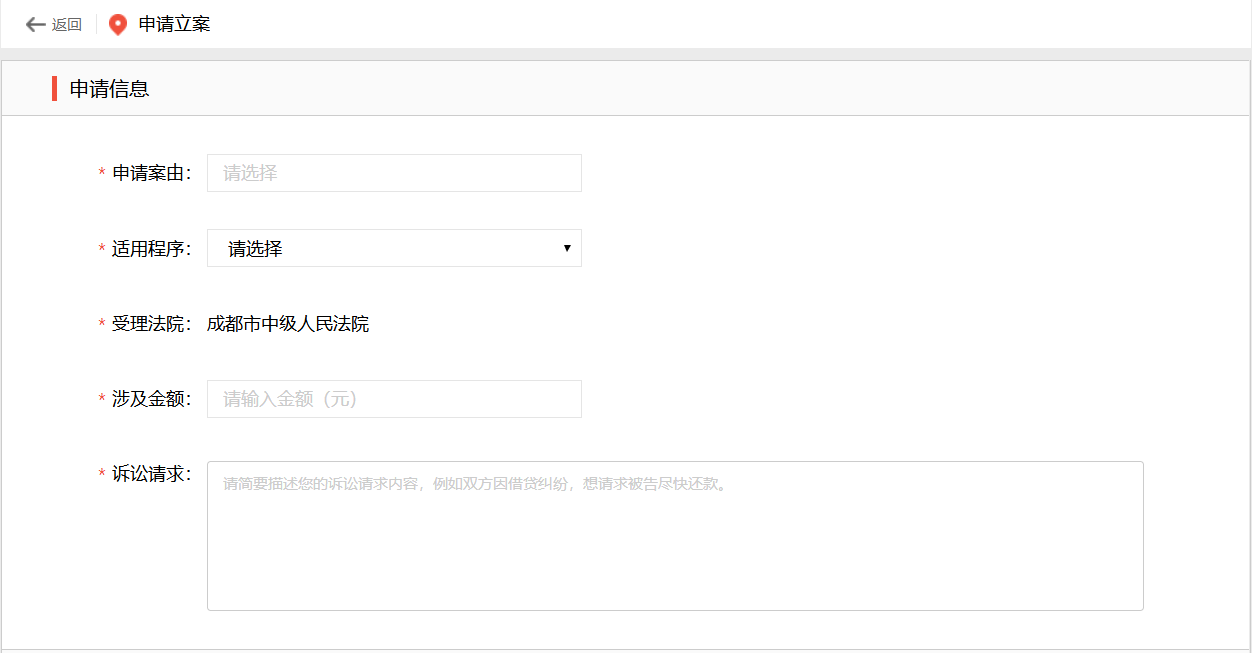 返回 申请立案
申请信息
* 申请案由： 请选择
* 适用程序： 请选择
* 受理法院： 成都市中级人民法院
* 涉及金额： 请输入金额（元）
* 诉讼请求： 请简要描述您的诉讼请求内容，例如双方因借贷纠纷，想请求被告尽快还款。